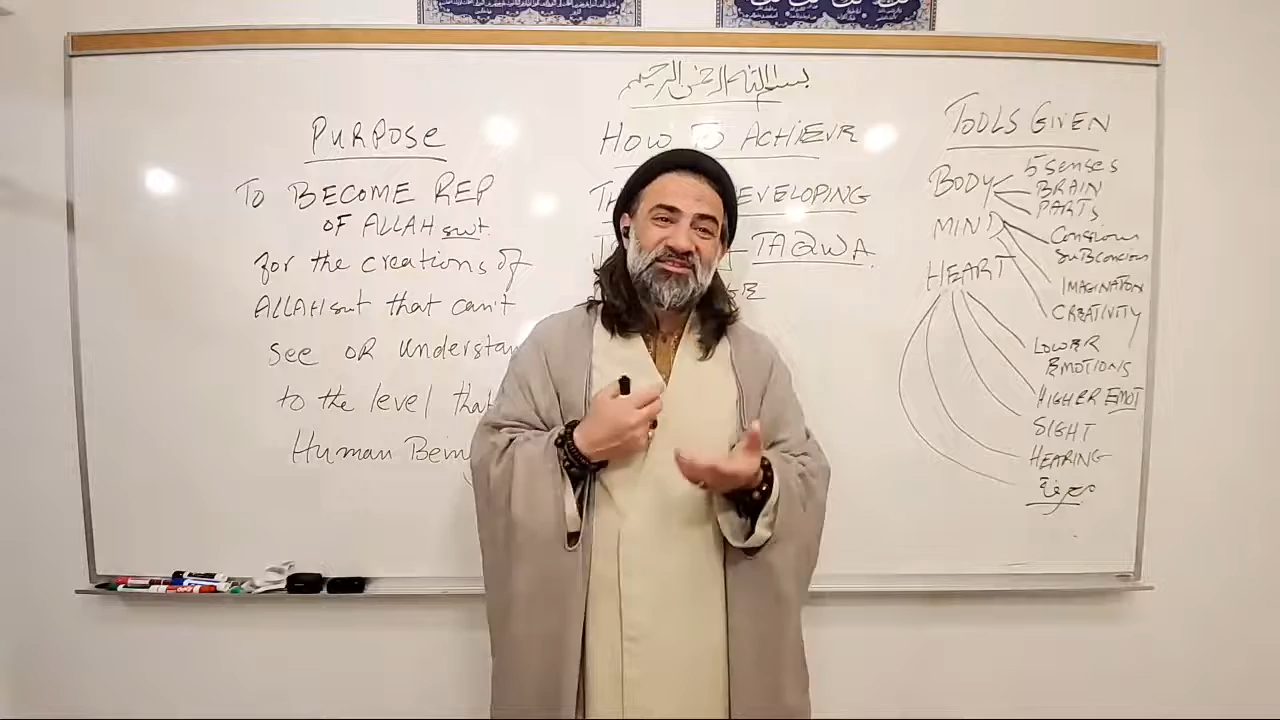 بسم الله الرحمن الرحيم
PURPOSE
TO BECOME REP
OF ALLAH swt.
for the creations of
ALLAH swt that can't
see OR understan
to the level that
Human Bein
HOW TO ACHIEVE
EVELOPING
TAQWA.
TOOLS GIVEN
BODY
5 senses
BRAIN
PARTS
MIND
Conscious
Subconscious
IMAGINATION
CREATIVITY
HEART
LOWER
EMOTIONS
HIGHER EMOT
SIGHT
HEARING